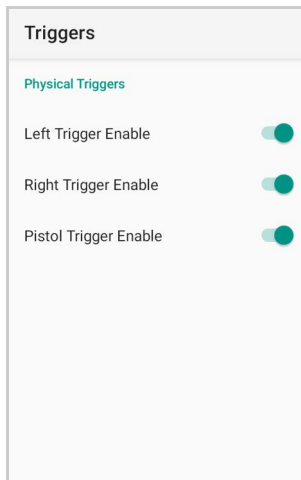 Triggers
Physical Triggers
Left Trigger Enable
Right Trigger Enable
Pistol Trigger Enable